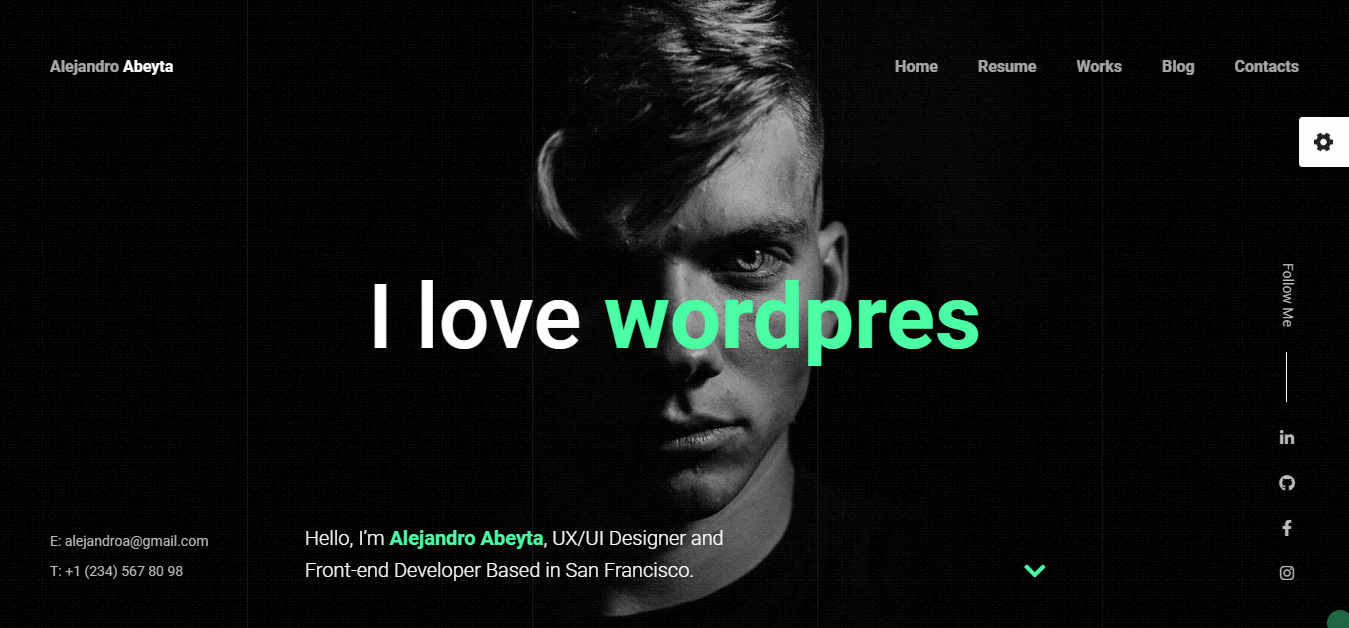 Alejandro Abeyta
Home Resume Works Blog Contacts
Follow Me
I love wordpres
Hello, I’m Alejandro Abeyta, UX/UI Designer and
Front-end Developer Based in San Francisco.
E: alejandroa@gmail.com
T: +1 (234) 567 80 98